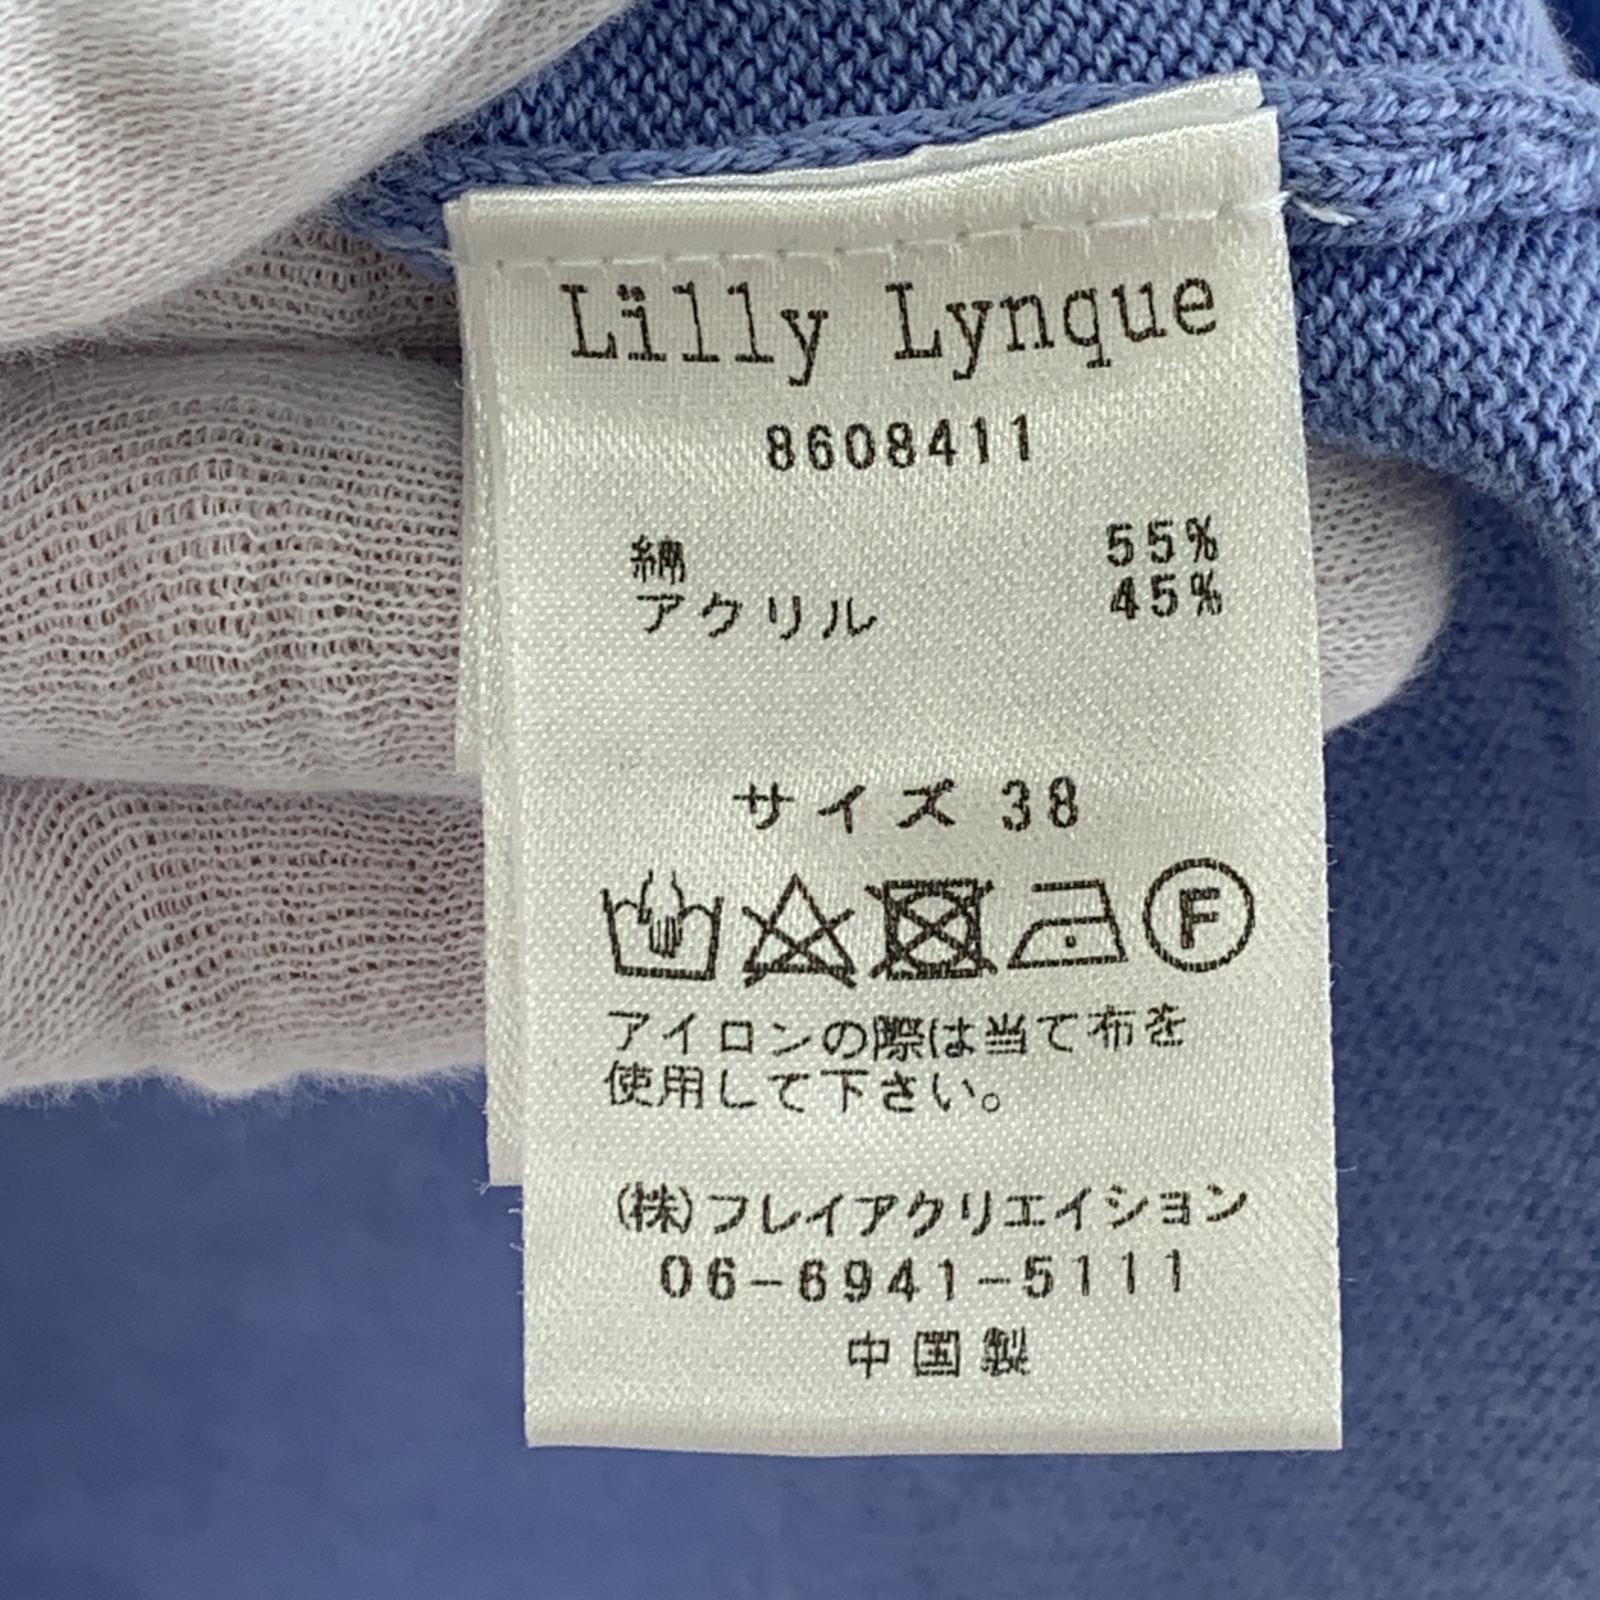 Lilly Lynque
8608411
綿 55%
アクリル 45%
サイズ 38
F
アイロンの際は当て布を
使用して下さい。
(株)フレイアクリエイション
06-6941-5111
中国製